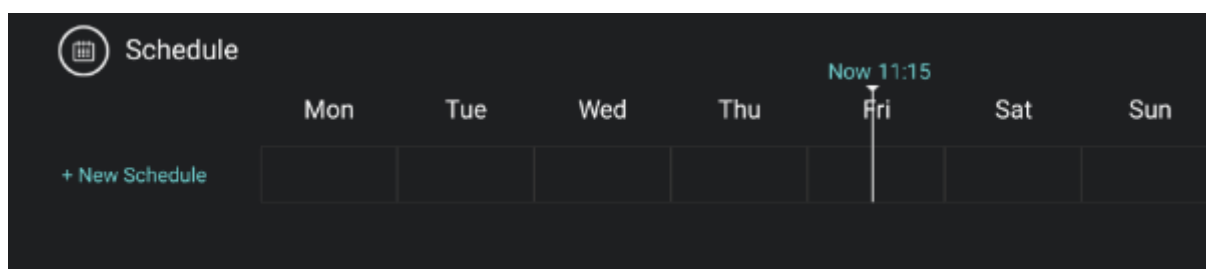 Schedule
Now 11:15
Mon Tue Wed Thu Fri Sat Sun
+ New Schedule